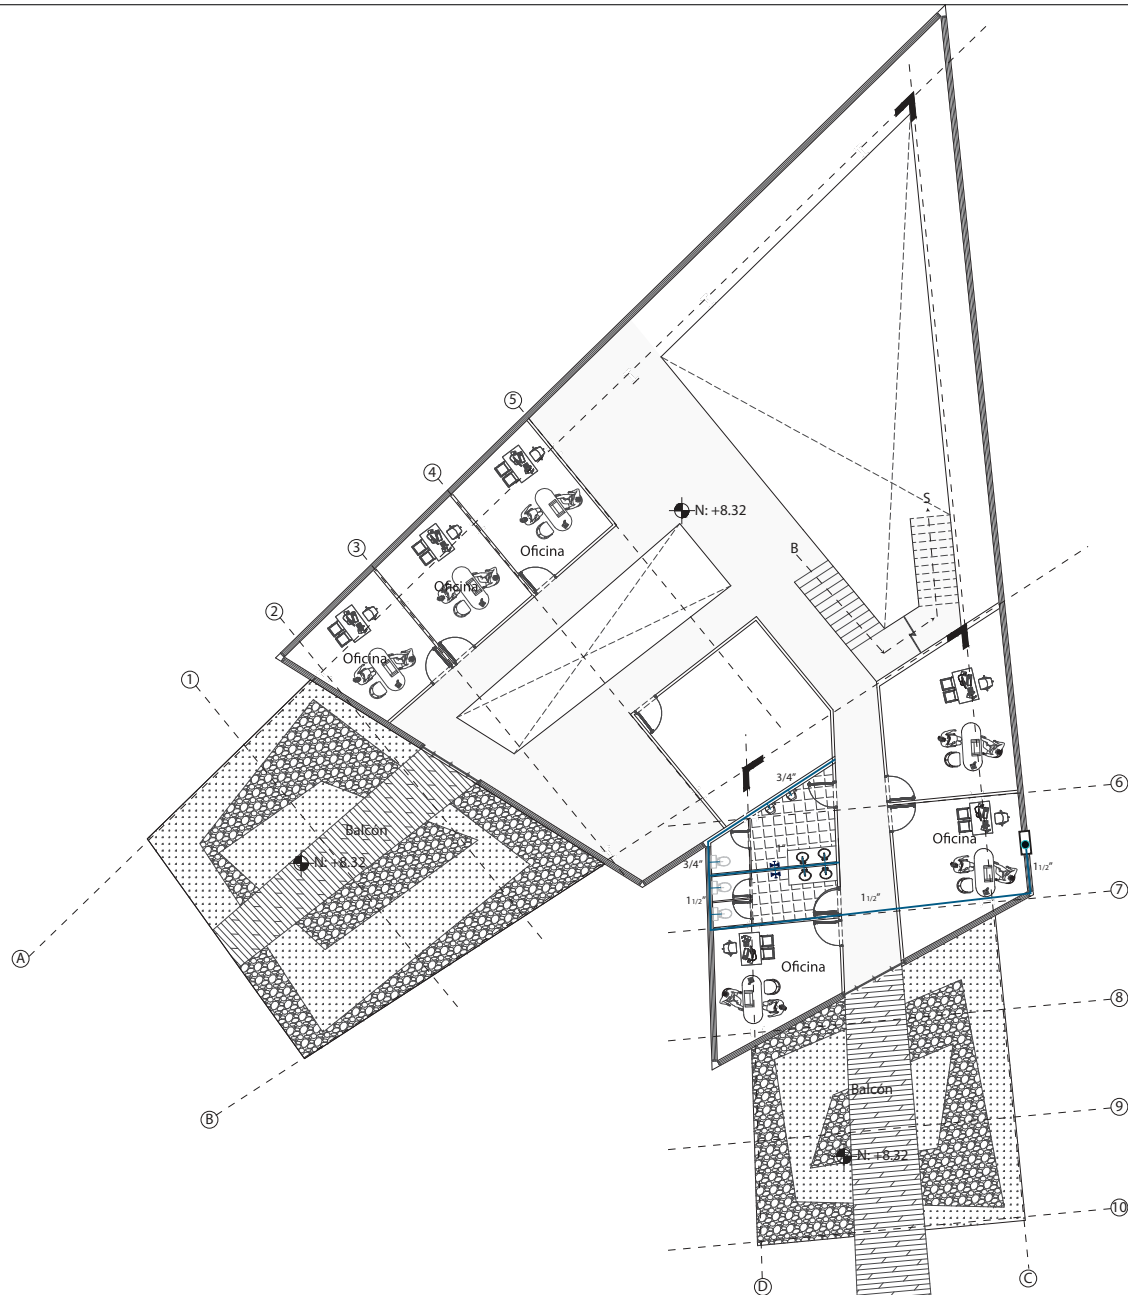 5
4
S
N: +8.32
3
B
Oficina
Oficina
2
Oficina
1
3/4"
6
Balcón
Oficina
N: +8.32
3/4"
1 1/2"
7
1 1/2"
1 1/2"
A
Oficina
8
Balcón
9
B
N: +8.32
10
D
C